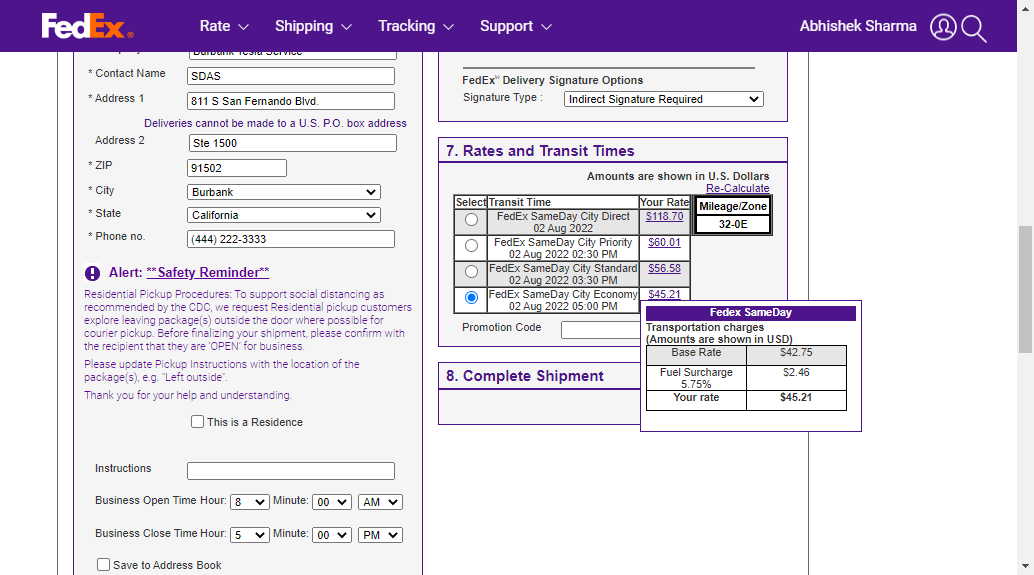 FedEx®
Rate
Shipping
Tracking
Support
Abhishek Sharma
Burbank Tesla Service
* Contact Name
SDAS
* Address 1
811 S San Fernando Blvd.
Deliveries cannot be made to a U.S. P.O. box address
Address 2
Ste 1500
* ZIP
91502
* City
Burbank
* State
California
* Phone no.
(444) 222-3333
Alert: **Safety Reminder**
Residential Pickup Procedures: To support social distancing as
recommended by the CDC, we request Residential pickup customers
explore leaving package(s) outside the door where possible for
courier pickup. Before finalizing your shipment, please confirm with
the recipient that they are 'OPEN' for business.
Please update Pickup Instructions with the location of the
package(s), e.g. "Left outside".
Thank you for your help and understanding.
This is a Residence
Instructions
Business Open Time Hour: 8 Minute: 00 AM
Business Close Time Hour: 5 Minute: 00 PM
Save to Address Book
FedEx® Delivery Signature Options
Signature Type : Indirect Signature Required
7. Rates and Transit Times
Amounts are shown in U.S. Dollars
Re-Calculate
Select Transit Time Your Rate
Mileage/Zone
32-0E
FedEx SameDay City Direct $118.70
02 Aug 2022
FedEx SameDay City Priority $60.01
02 Aug 2022 02:30 PM
FedEx SameDay City Standard $56.58
02 Aug 2022 03:30 PM
FedEx SameDay City Economy $45.21
02 Aug 2022 05:00 PM
Promotion Code
8. Complete Shipment
Fedex SameDay
Transportation charges
(Amounts are shown in USD)
Base Rate $42.75
Fuel Surcharge $2.46
5.75%
Your rate $45.21